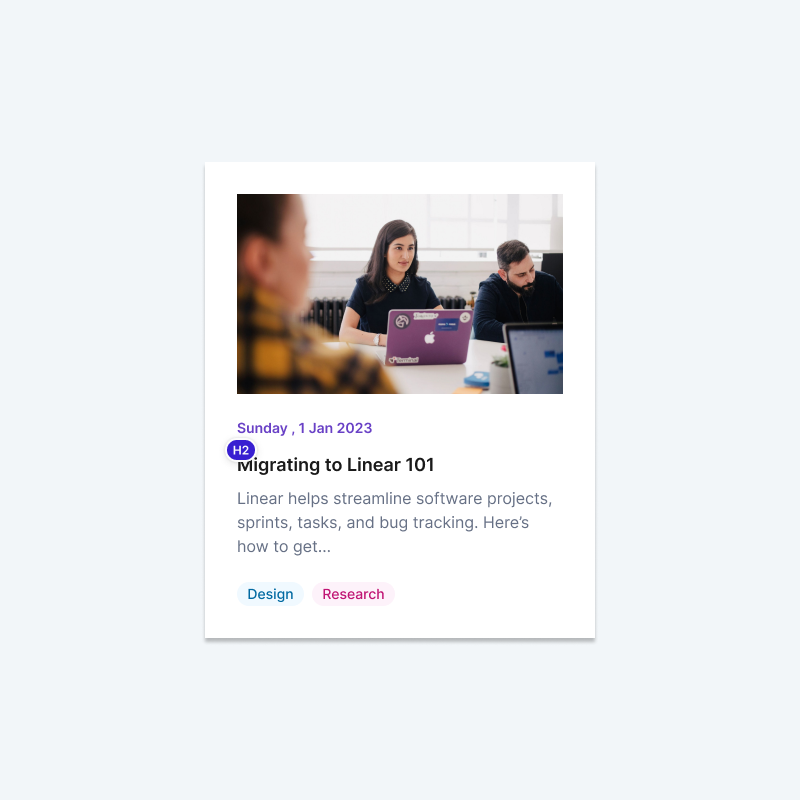 Sunday , 1 Jan 2023
H2
Migrating to Linear 101
Linear helps streamline software projects,
sprints, tasks, and bug tracking. Here’s
how to get...
Design
Research